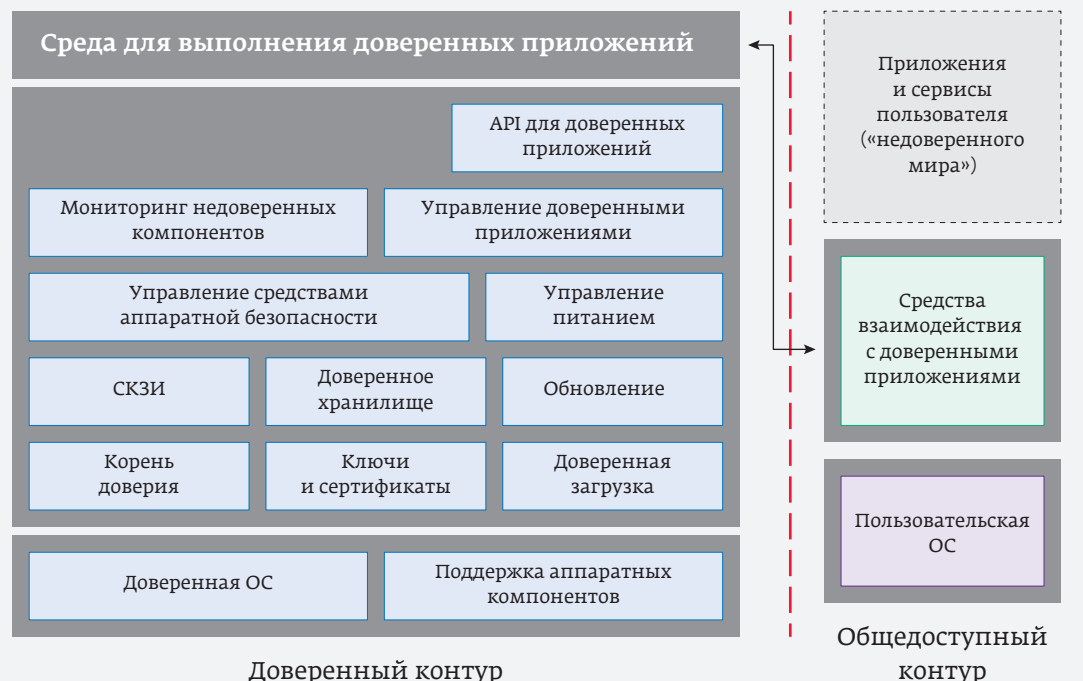 Среда для выполнения доверенных приложений
API для доверенных
приложений
Мониторинг недоверенных
компонентов
Управление доверенными
приложениями
Управление средствами
аппаратной безопасности
Управление
питанием
СКЗИ
Доверенное
хранилище
Обновление
Корень
доверия
Ключи
и сертификаты
Доверенная
загрузка
Доверенная ОС
Поддержка аппаратных
компонентов
Доверенный контур
Приложения
и сервисы
пользователя
(«недоверенного
мира»)
Средства
взаимодействия
с доверенными
приложениями
Пользовательская
ОС
Общедоступный
контур